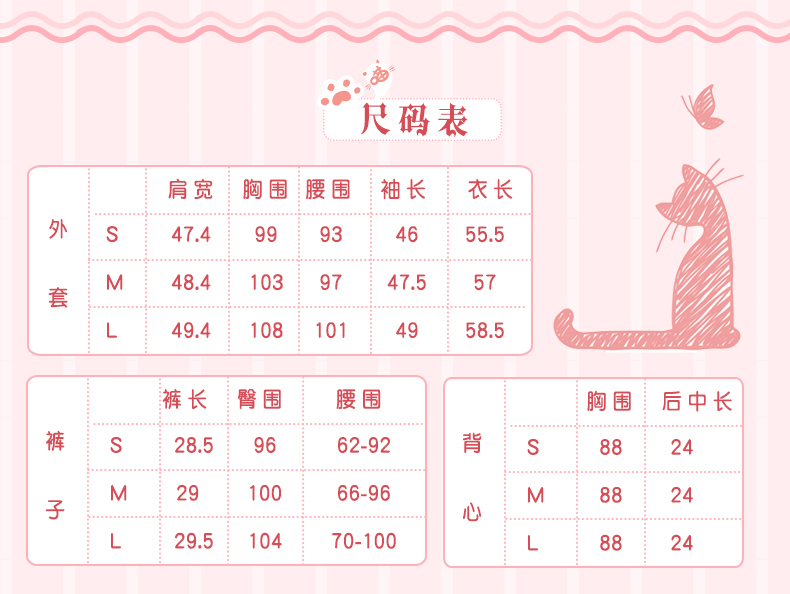 尺码表
外套
肩宽 胸围 腰围 袖长 衣长
S 47.4 99 93 46 55.5
M 48.4 103 97 47.5 57
L 49.4 108 101 49 58.5
裤子
裤长 臀围 腰围
S 28.5 96 62-92
M 29 100 66-96
L 29.5 104 70-100
背心
胸围 后中长
S 88 24
M 88 24
L 88 24